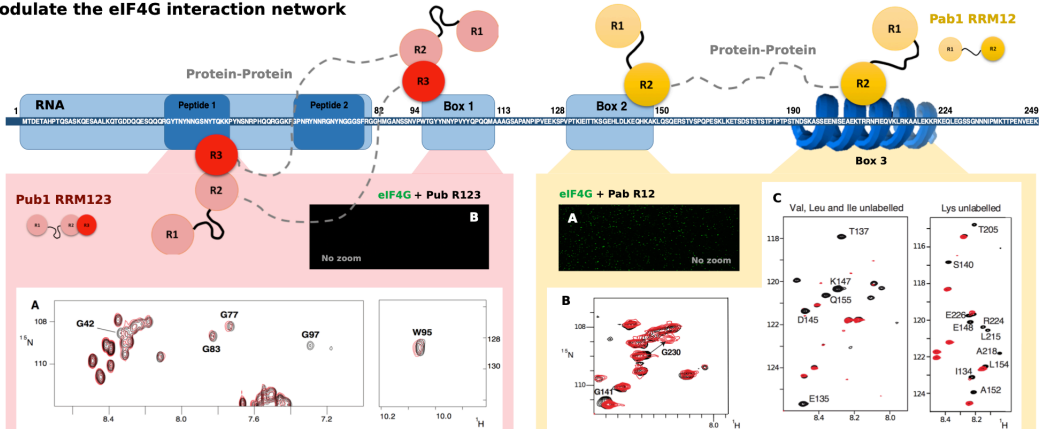 odulate the eIF4G interaction network
R1
R2
R3
R1
R2
R1
R2
Pab1 RRM12
R1
R2
Protein-Protein
Protein-Protein
RNA
Peptide 1
Peptide 2
Box 1
Box 2
1
82
94
113
128
150
190
224
249
Box 3
R3
R2
R1
Pub1 RRM123
R1
R2
R3
eIF4G + Pub R123
B
No zoom
eIF4G + Pab R12
A
No zoom
A
G42
G77
G83
G97
W95
108
110
15N
128
130
8.4
8.0
7.6
7.2
10.2
10.0
1H
B
108
110
15N
G230
G141
8.0
1H
C
Val, Leu and Ile unlabelled
Lys unlabelled
T137
K147
Q155
D145
E135
118
120
122
124
8.4
8.2
8.0
T205
S140
E226
R224
E148
L215
A218
L154
I134
A152
116
118
120
122
124
8.4
8.2
1H